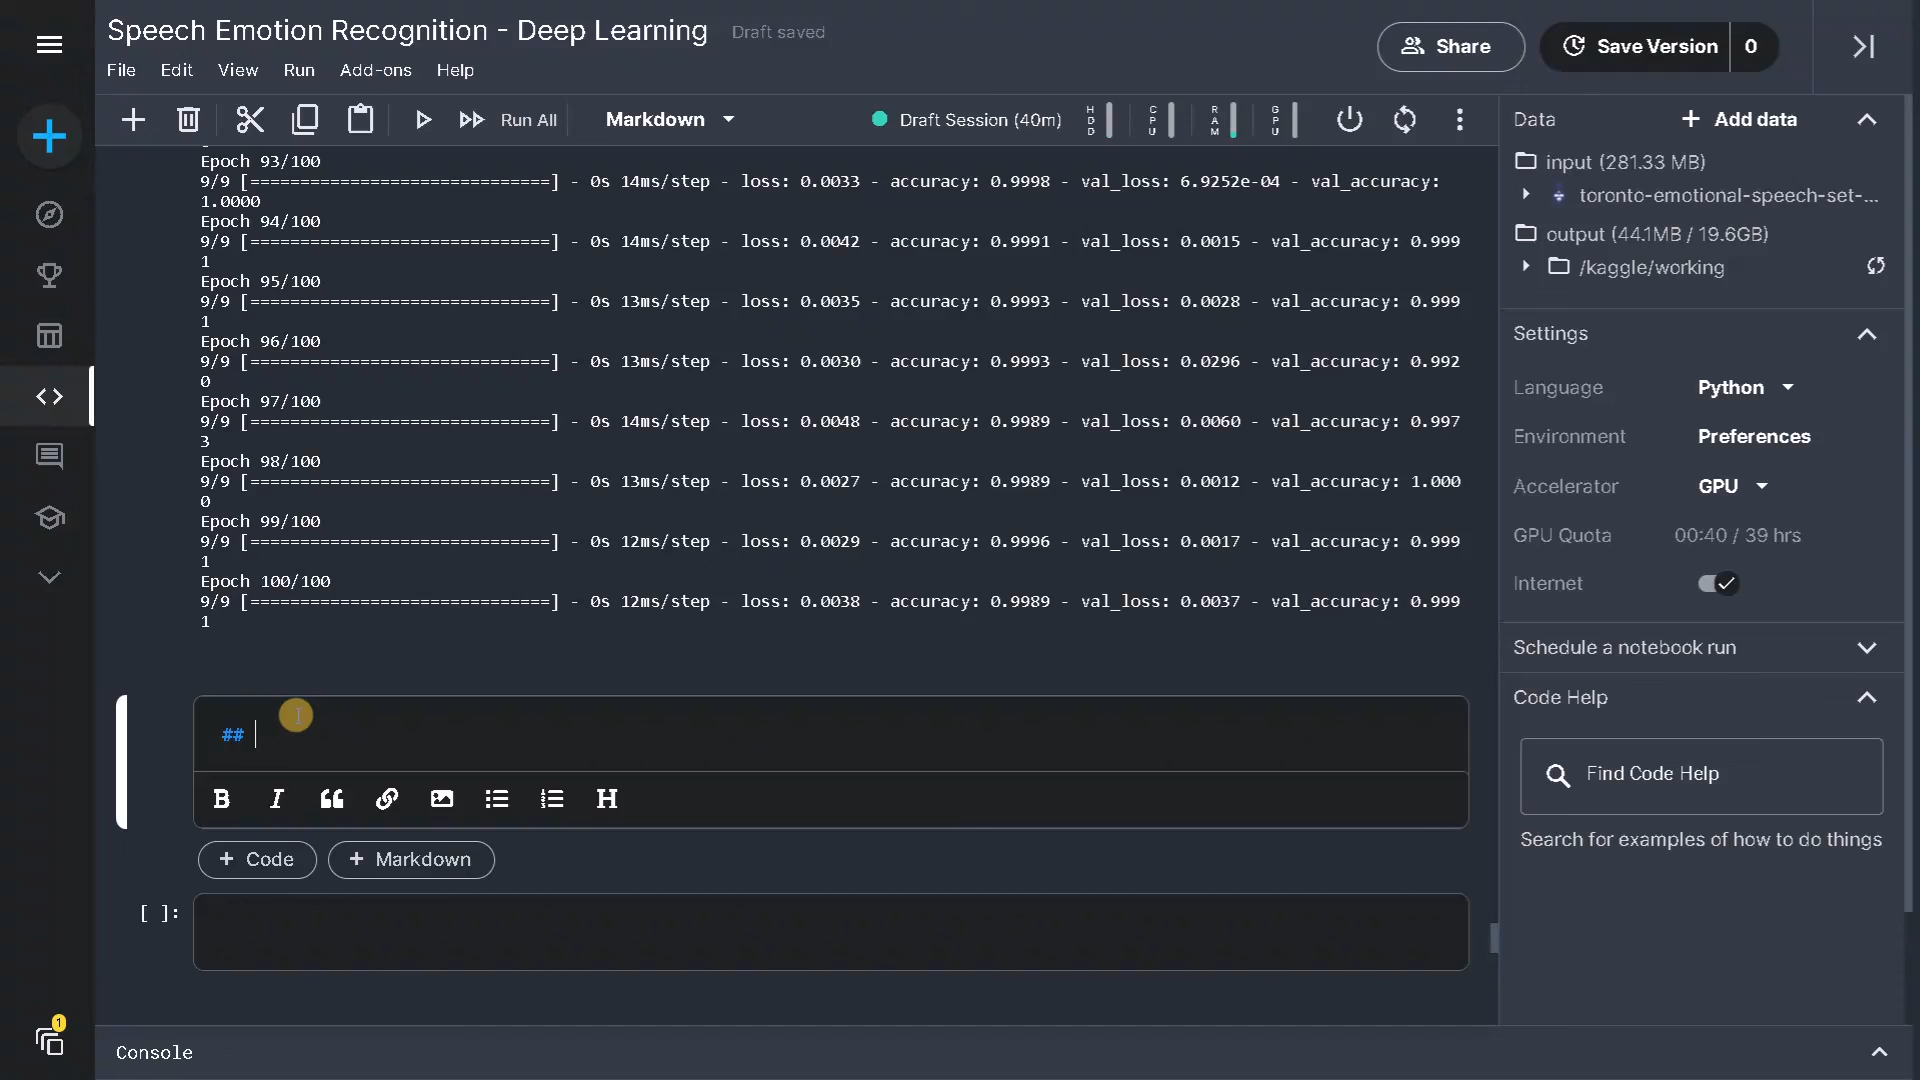 Speech Emotion Recognition - Deep Learning Draft saved
File Edit View Run Add-ons Help
Share
Save Version 0
Run All
Markdown
Draft Session (40m)
HDD
CPU
RAM
GPU
Epoch 93/100
9/9 [==============================] - 0s 14ms/step - loss: 0.0033 - accuracy: 0.9998 - val_loss: 6.9252e-04 - val_accuracy:
1.0000
Epoch 94/100
9/9 [==============================] - 0s 14ms/step - loss: 0.0042 - accuracy: 0.9991 - val_loss: 0.0015 - val_accuracy: 0.999
1
Epoch 95/100
9/9 [==============================] - 0s 13ms/step - loss: 0.0035 - accuracy: 0.9993 - val_loss: 0.0028 - val_accuracy: 0.999
1
Epoch 96/100
9/9 [==============================] - 0s 13ms/step - loss: 0.0030 - accuracy: 0.9993 - val_loss: 0.0296 - val_accuracy: 0.992
0
Epoch 97/100
9/9 [==============================] - 0s 14ms/step - loss: 0.0048 - accuracy: 0.9989 - val_loss: 0.0060 - val_accuracy: 0.997
3
Epoch 98/100
9/9 [==============================] - 0s 13ms/step - loss: 0.0027 - accuracy: 0.9989 - val_loss: 0.0012 - val_accuracy: 1.000
0
Epoch 99/100
9/9 [==============================] - 0s 12ms/step - loss: 0.0029 - accuracy: 0.9996 - val_loss: 0.0017 - val_accuracy: 0.999
1
Epoch 100/100
9/9 [==============================] - 0s 12ms/step - loss: 0.0038 - accuracy: 0.9989 - val_loss: 0.0037 - val_accuracy: 0.999
1
##
B I H
+ Code + Markdown
[ ]:
Console
1
Data + Add data
input (281.33 MB)
toronto-emotional-speech-set-...
output (44.1MB / 19.6GB)
/kaggle/working
Settings
Language Python
Environment Preferences
Accelerator GPU
GPU Quota 00:40 / 39 hrs
Internet
Schedule a notebook run
Code Help
Find Code Help
Search for examples of how to do things